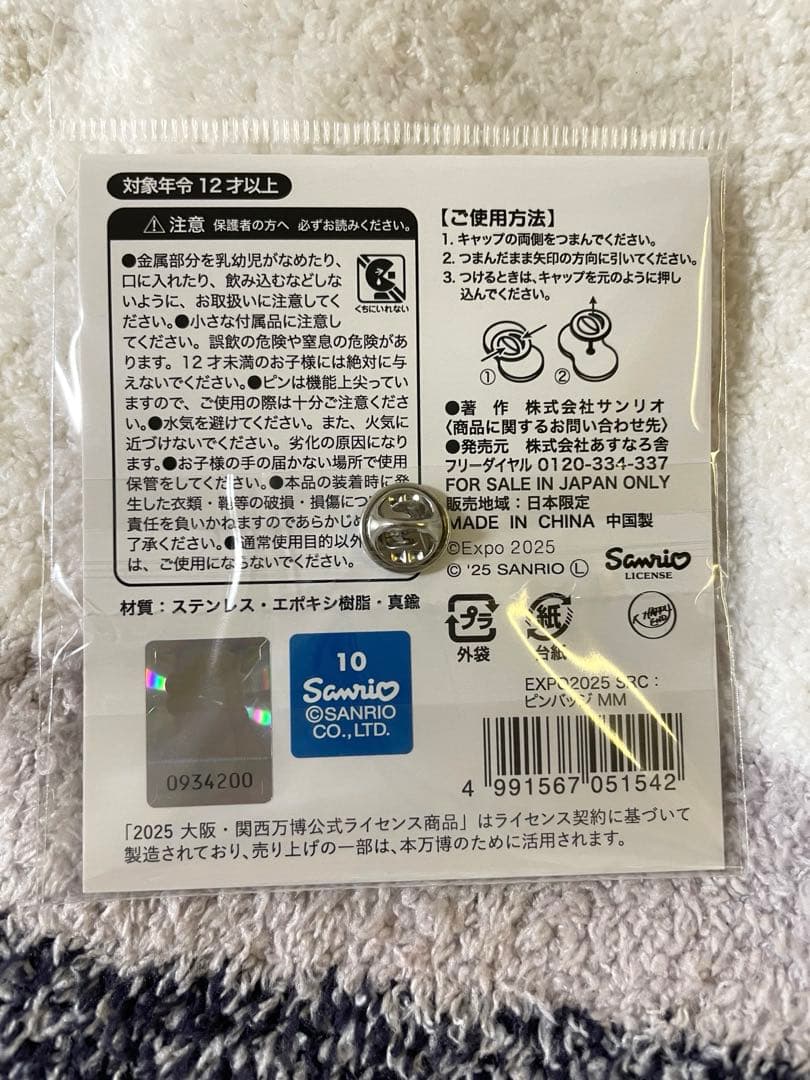 対象年令12才以上
⚠注意 保護者の方へ 必ずお読みください。
●金属部分を乳幼児がなめたり、
口に入れたり、飲み込むなどしな
いように、お取扱いに注意してく
ださい。●小さな付属品に注意し
てください。誤飲の危険や窒息の危険があ
ります。12才未満のお子様には絶対に与
えないでください。●ピンは機能上尖ってい
ますので、ご使用の際は十分ご注意くださ
い。●水気を避けてください。また、火気に
近づけないでください。劣化の原因になり
ます。●お子様の手の届かない場所で使用
保管をしてください。●本品の装着時に発
生した衣類・靴等の破損・損傷につ
責任を負いかねますのであらかじめ
了承ください。●通常使用目的以外
は、ご使用にならないでください。
くちにいれない
材質：ステンレス・エポキシ樹脂・真鍮
【ご使用方法】
1. キャップの両側をつまんでください。
2. つまんだまま矢印の方向に引いてください。
3. つけるときは、キャップを元のように押し
込んでください。
① ②
●著 作 株式会社サンリオ
〈商品に関するお問い合わせ先〉
●発売元 株式会社あすなろ舎
フリーダイヤル 0120-334-337
FOR SALE IN JAPAN ONLY
販売地域：日本限定
MADE IN CHINA 中国製
©Expo 2025
© '25 SANRIO Ⓛ
Sanrio
LICENSE
プラ
外袋
紙
台紙
EXPO2025 SRC：
ピンバッジ MM
4 991567 051542
0934200
10
Sanrio
©SANRIO
CO., LTD.
「2025 大阪・関西万博公式ライセンス商品」はライセンス契約に基づいて
製造されており、売り上げの一部は、本万博のために活用されます。